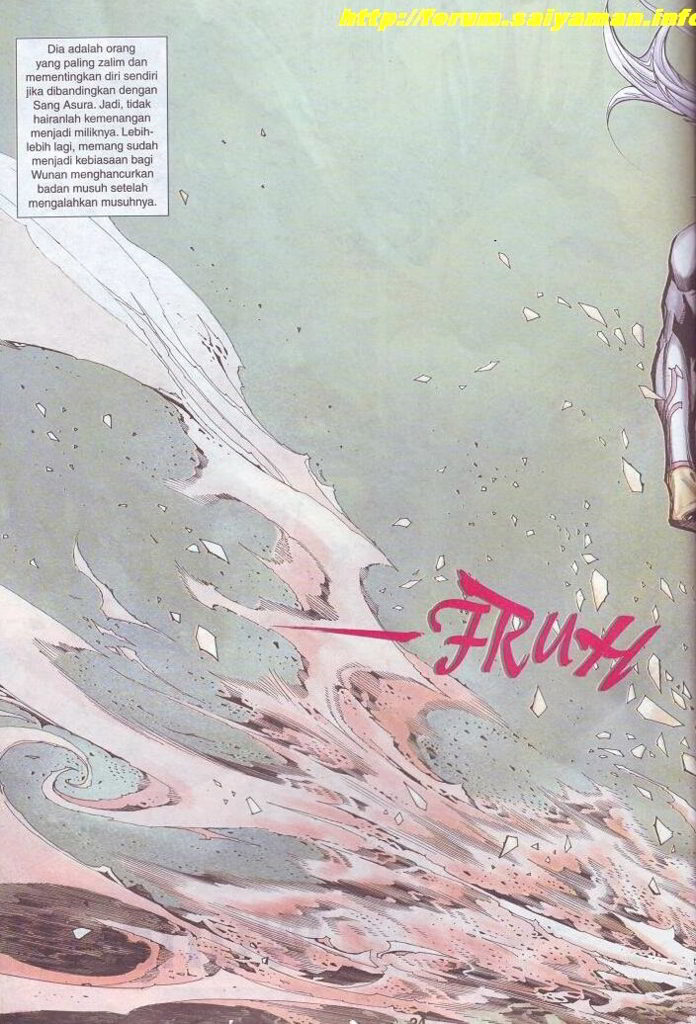 http://forum.saiyaman.info
Dia adalah orang
yang paling zalim dan
mementingkan diri sendiri
jika dibandingkan dengan
Sang Asura. Jadi, tidak
hairanlah kemenangan
menjadi miliknya. Lebih-
lebih lagi, memang sudah
menjadi kebiasaan bagi
Wunan menghancurkan
badan musuh setelah
mengalahkan musuhnya.